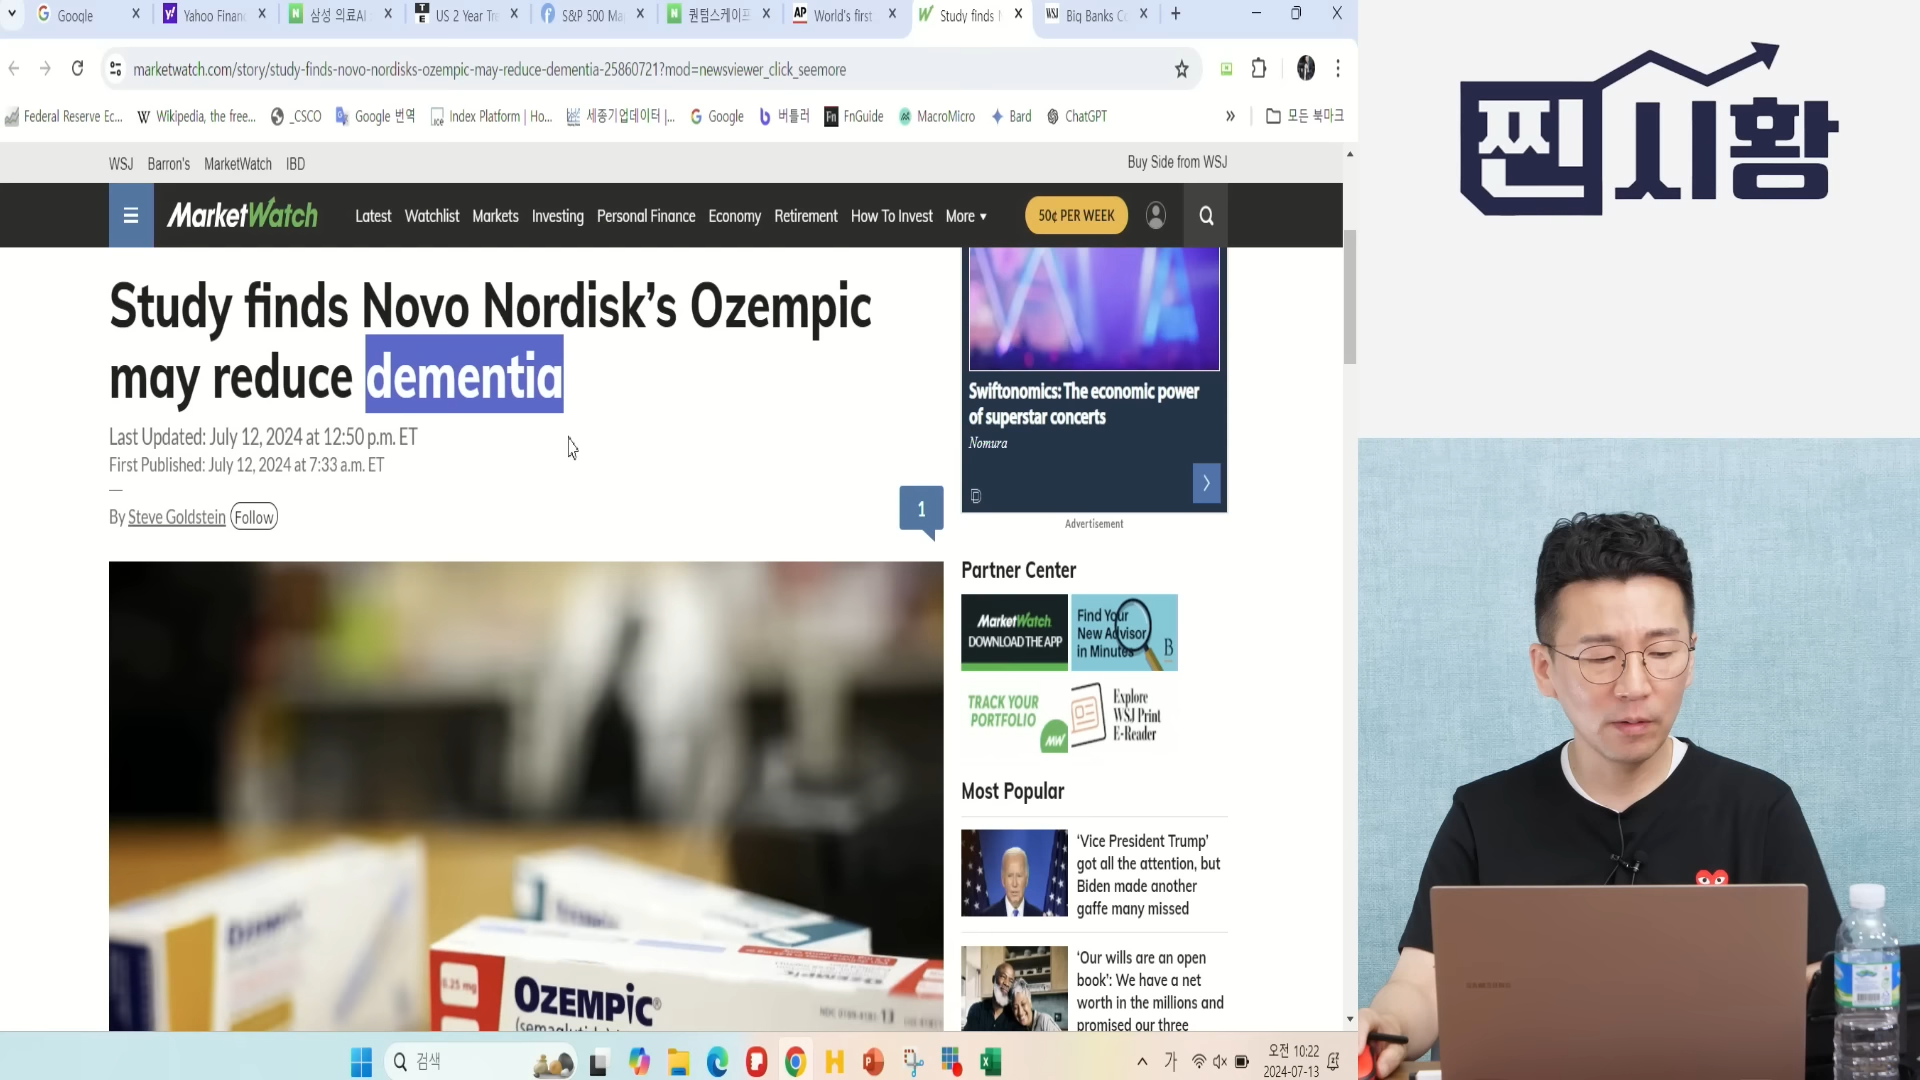 Google
Yahoo Finan
삼성 의료AI
US 2 Year Tre
S&P 500 Ma
퀀텀스케이프
World's first
Study finds
Big Banks Co
marketwatch.com/story/study-finds-novo-nordisks-ozempic-may-reduce-dementia-25860721?mod=newsviewer_click_seemore
Federal Reserve Ec...
Wikipedia, the free...
_CSCO
Google 번역
Index Platform | Ho...
세종기업데이터 |...
Google
버틀러
FnGuide
MacroMicro
Bard
ChatGPT
»
모든 북마크
WSJ Barron's MarketWatch IBD
Buy Side from WSJ
MarketWatch
Latest Watchlist Markets Investing Personal Finance Economy Retirement How To Invest More
50¢ PER WEEK
Study finds Novo Nordisk's Ozempic
may reduce dementia
Last Updated: July 12, 2024 at 12:50 p.m. ET
First Published: July 12, 2024 at 7:33 a.m. ET
By Steve Goldstein Follow
1
Swiftonomics: The economic power
of superstar concerts
Nomura
Advertisement
Partner Center
MarketWatch
DOWNLOAD THE APP
Find Your
New Advisor
in Minutes
B
TRACK YOUR
PORTFOLIO
MW
Explore
WSJ Print
E-Reader
Most Popular
'Vice President Trump'
got all the attention, but
Biden made another
gaffe many missed
'Our wills are an open
book': We have a net
worth in the millions and
promised our three
0.25 mg
OZEMPIC®
검색
가
오전 10:22
2024-07-13
찐시황
SAMSUNG